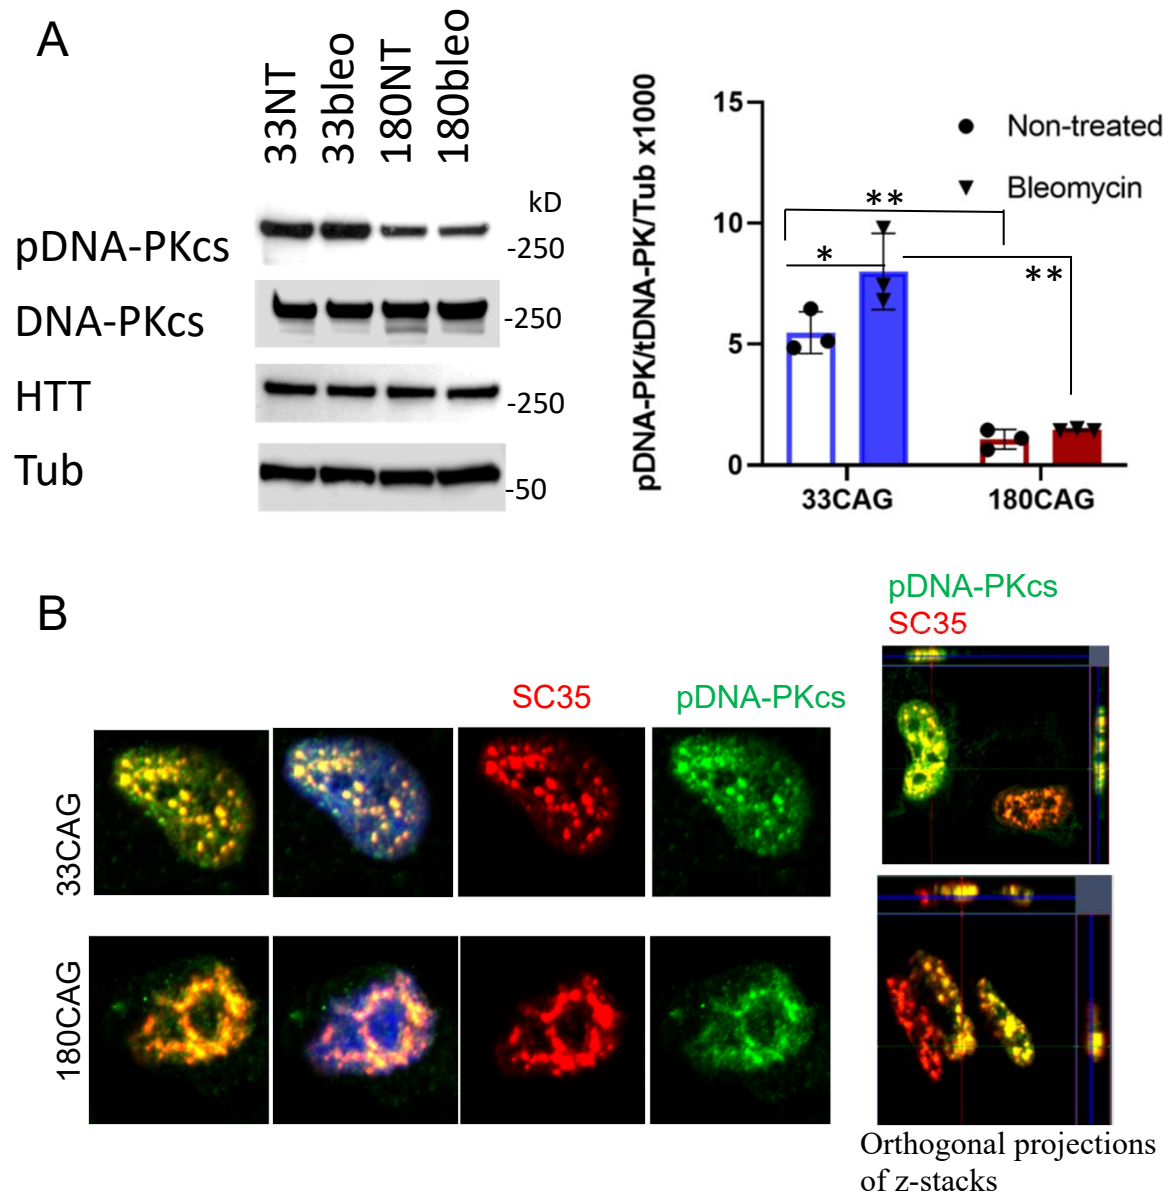 A
33NT
33bleo
180NT
180bleo
kD
pDNA-PKcs
-250
DNA-PKcs
-250
HTT
-250
Tub
-50
pDNA-PK/tDNA-PK/Tub x1000
15
10
5
0
Non-treated
Bleomycin
**
*
**
33CAG
180CAG
B
pDNA-PKcs
SC35
SC35
pDNA-PKcs
33CAG
180CAG
Orthogonal projections
of z-stacks